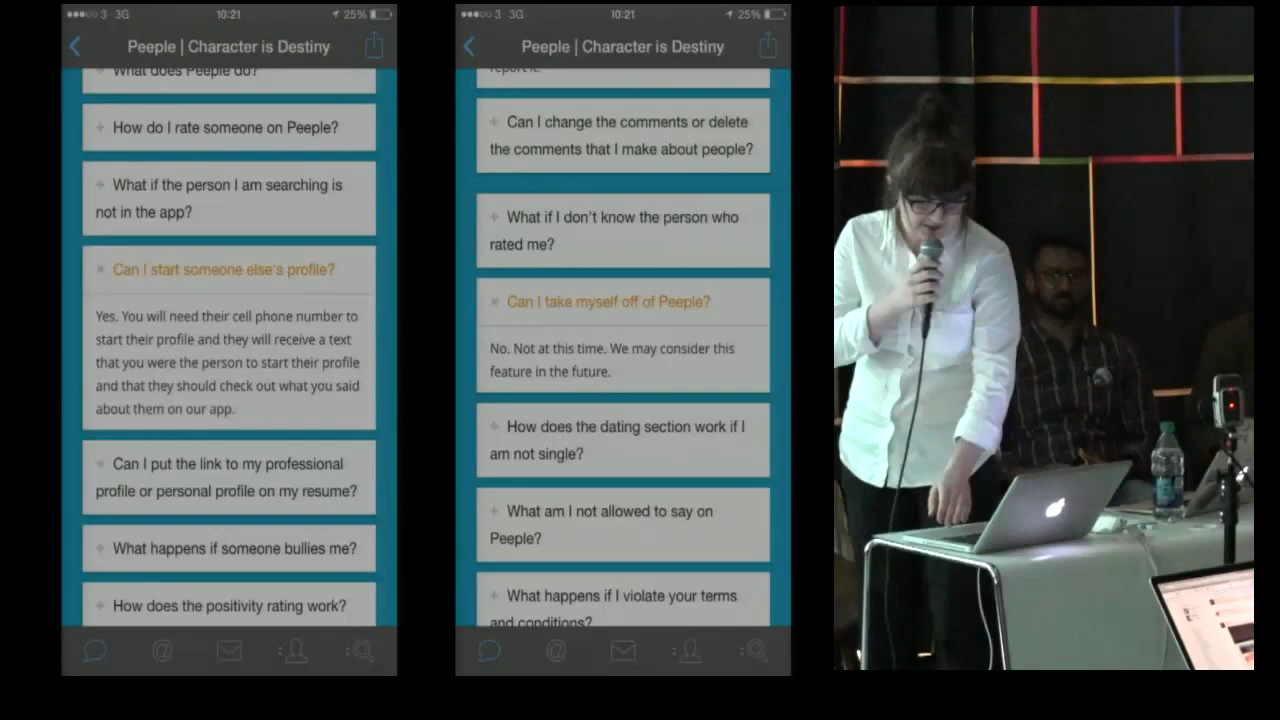 ●●●○○ 3 3G 10:21 25%
Peeple | Character is Destiny
What does Peeple do?
How do I rate someone on Peeple?
What if the person I am searching is
not in the app?
Can I start someone else's profile?
Yes. You will need their cell phone number to
start their profile and they will receive a text
that you were the person to start their profile
and that they should check out what you said
about them on our app.
Can I put the link to my professional
profile or personal profile on my resume?
What happens if someone bullies me?
How does the positivity rating work?
●●●○○ 3 3G 10:21 25%
Peeple | Character is Destiny
report it.
Can I change the comments or delete
the comments that I make about people?
What if I don't know the person who
rated me?
Can I take myself off of Peeple?
No. Not at this time. We may consider this
feature in the future.
How does the dating section work if I
am not single?
What am I not allowed to say on
Peeple?
What happens if I violate your terms
and conditions?